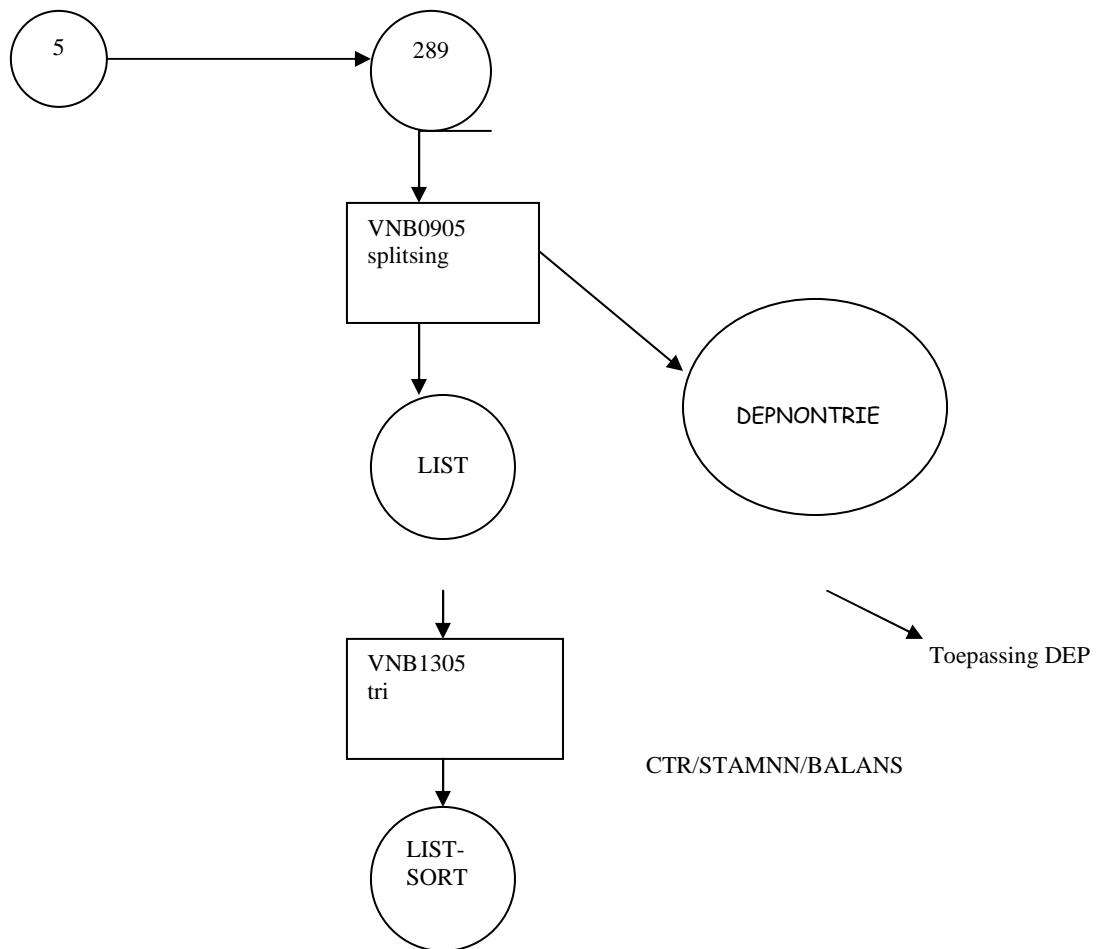 5
289
VNB0905
splitsing
DEPNONTRIE
LIST
Toepassing DEP
VNB1305
tri
CTR/STAMNN/BALANS
LIST-
SORT